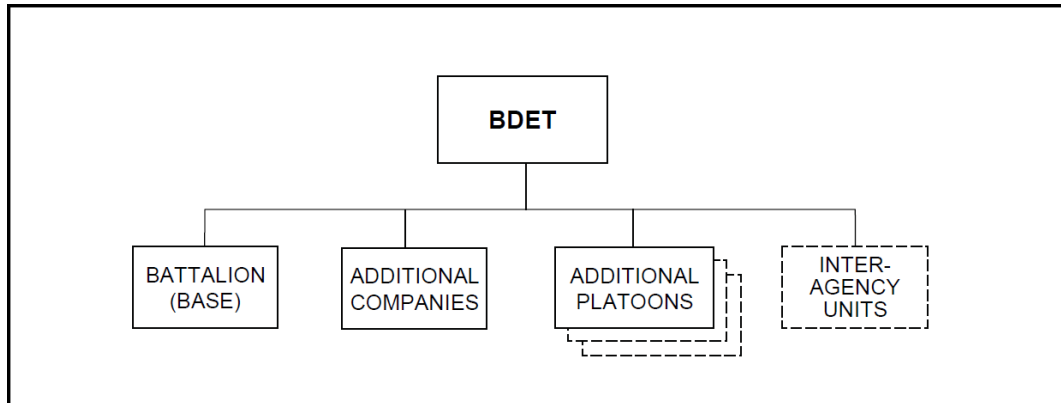 BDET
BATTALION
(BASE)
ADDITIONAL
COMPANIES
ADDITIONAL
PLATOONS
INTER-
AGENCY
UNITS